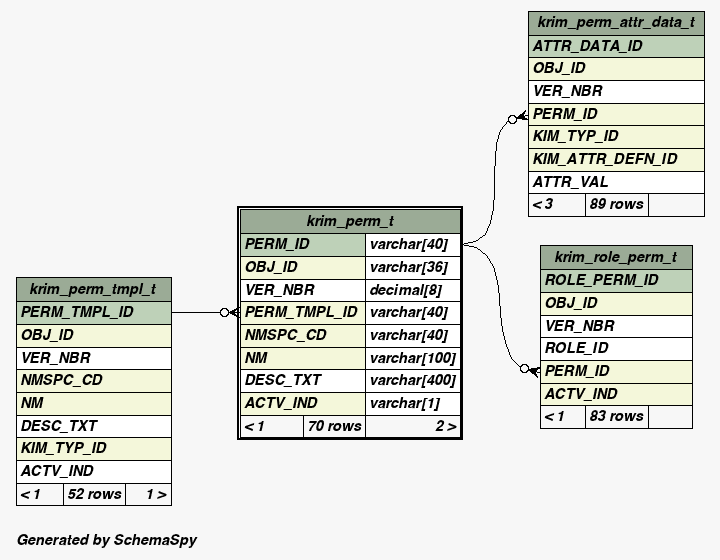 krim_perm_attr_data_t
ATTR_DATA_ID
OBJ_ID
VER_NBR
PERM_ID
KIM_TYP_ID
KIM_ATTR_DEFN_ID
ATTR_VAL
< 3 89 rows
krim_perm_t
PERM_ID varchar[40]
OBJ_ID varchar[36]
VER_NBR decimal[8]
PERM_TMPL_ID varchar[40]
NMSPC_CD varchar[40]
NM varchar[100]
DESC_TXT varchar[400]
ACTV_IND varchar[1]
< 1 70 rows 2 >
krim_role_perm_t
ROLE_PERM_ID
OBJ_ID
VER_NBR
ROLE_ID
PERM_ID
ACTV_IND
< 1 83 rows
krim_perm_tmpl_t
PERM_TMPL_ID
OBJ_ID
VER_NBR
NMSPC_CD
NM
DESC_TXT
KIM_TYP_ID
ACTV_IND
< 1 52 rows 1 >
Generated by SchemaSpy